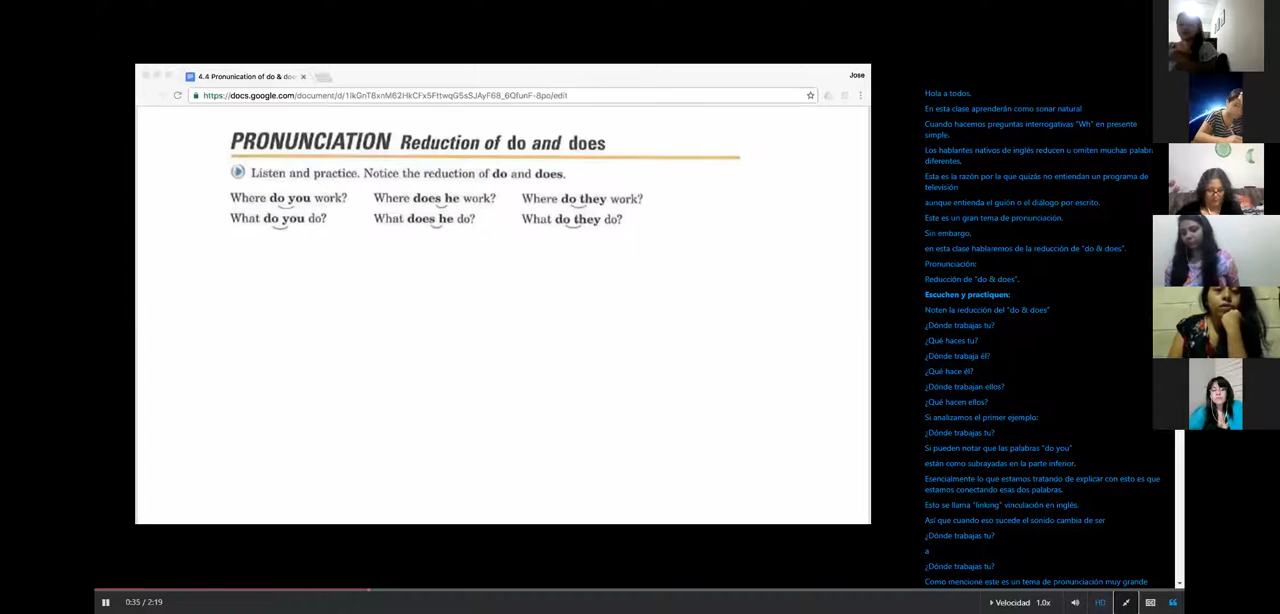 4.4 Pronunication of do & doe
Jose
https://docs.google.com/document/d/1IkGnT8xnM62HkCFx5FttwqG5sSJAyF68_6QfunF-8po/edit
PRONUNCIATION Reduction of do and does
Listen and practice. Notice the reduction of do and does.
Where do you work? Where does he work? Where do they work?
What do you do? What does he do? What do they do?
Hola a todos.
En esta clase aprenderán como sonar natural
Cuando hacemos preguntas interrogativas "Wh" en presente
simple.
Los hablantes nativos de inglés reducen u omiten muchas palabra
diferentes,
Esta es la razón por la que quizás no entiendan un programa de
televisión
aunque entienda el guión o el diálogo por escrito.
Este es un gran tema de pronunciación.
Sin embargo,
en esta clase hablaremos de la reducción de "do & does".
Pronunciación:
Reducción de "do & does".
Escuchen y practiquen:
Noten la reducción del "do & does"
¿Dónde trabajas tu?
¿Qué haces tu?
¿Dónde trabaja él?
¿Qué hace él?
¿Dónde trabajan ellos?
¿Qué hacen ellos?
Si analizamos el primer ejemplo:
¿Dónde trabajas tu?
Si pueden notar que las palabras "do you"
están como subrayadas en la parte inferior.
Esencialmente lo que estamos tratando de explicar con esto es que
estamos conectando esas dos palabras.
Esto se llama "linking" vinculación en inglés.
Así que cuando eso sucede el sonido cambia de ser
¿Dónde trabajas tu?
a
¿Dónde trabajas tu?
Como mencioné este es un tema de pronunciación muy grande
0:35 / 2:19
Velocidad 1.0x
HD